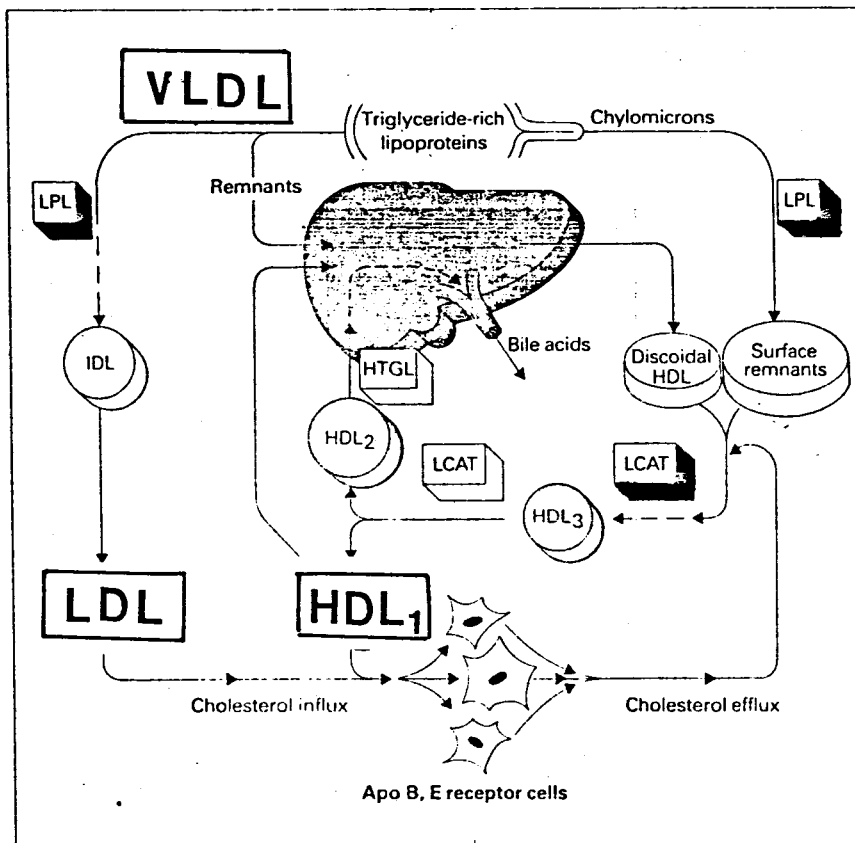 VLDL
Triglyceride-rich
lipoproteins
Chylomicrons
Remnants
LPL
LPL
Bile acids
IDL
HTGL
Discoidal
HDL
Surface
remnants
HDL2
LCAT
LCAT
HDL3
LDL
HDL1
Cholesterol influx
Cholesterol efflux
Apo B, E receptor cells